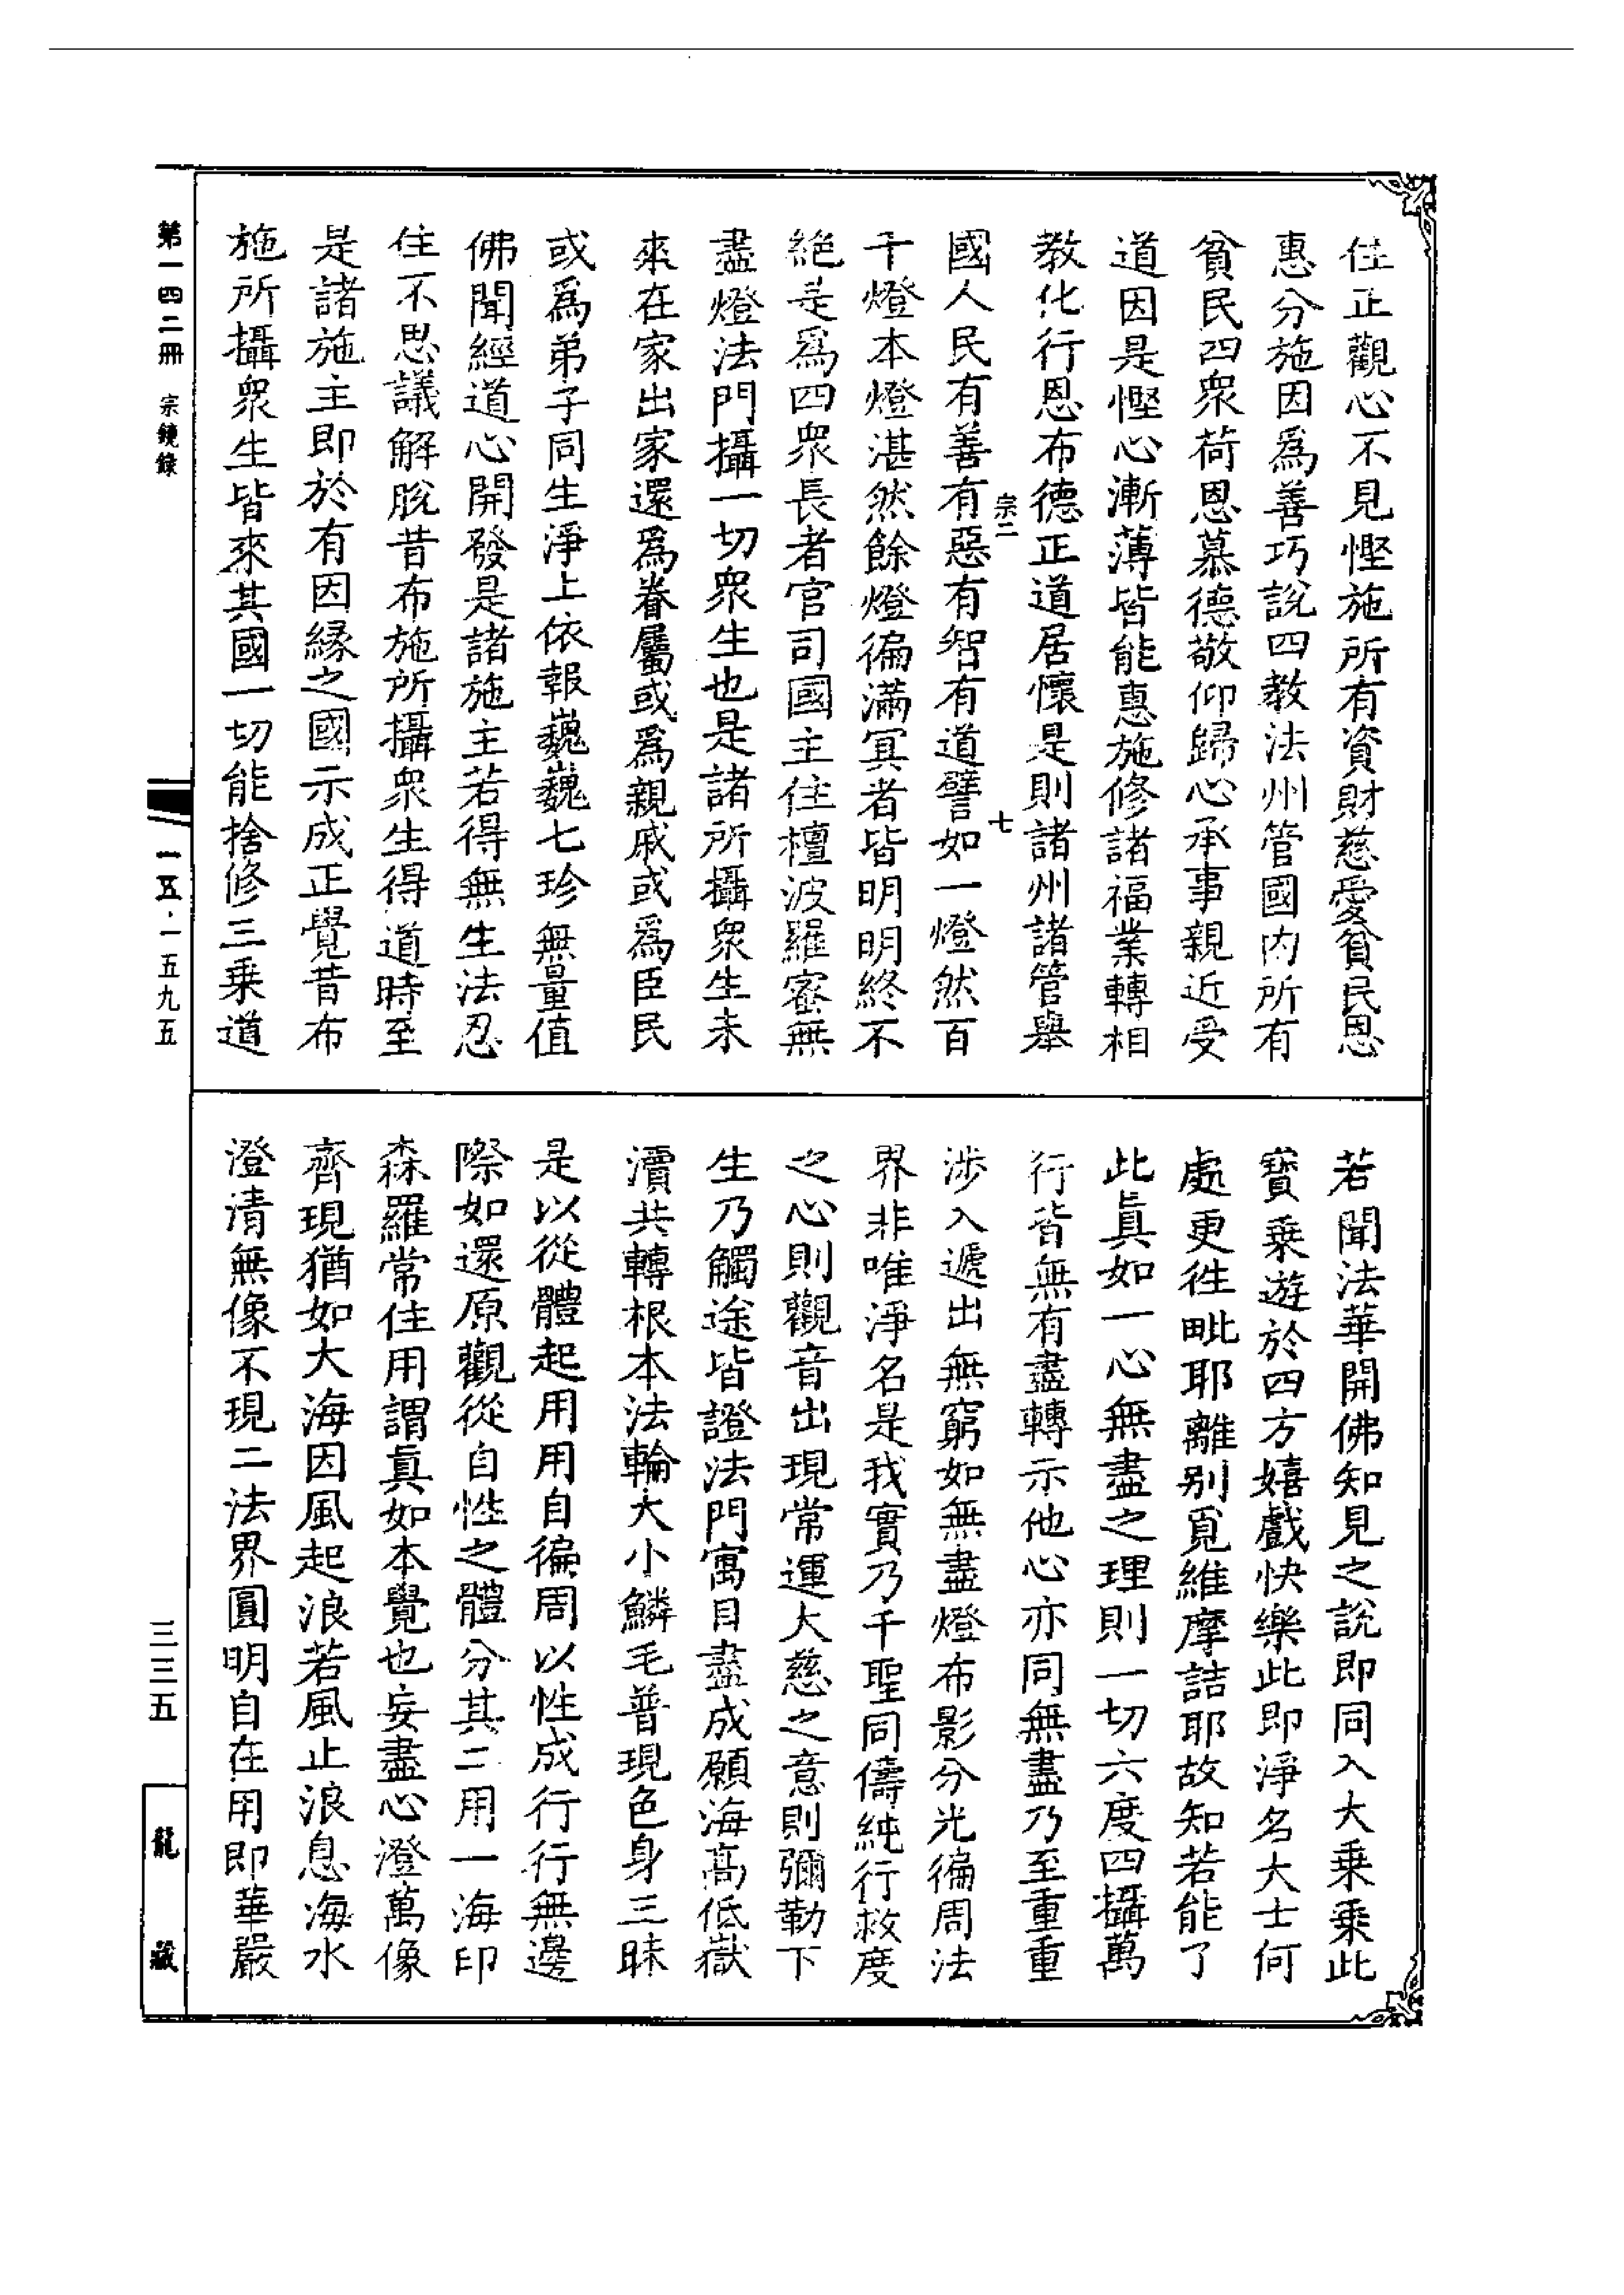 住正觀心不見慳施所有資財慈愛貧民恩
惠分施因爲善巧說四教法州管國内所有
貧民四衆荷恩慕德敬仰歸心承事親近受
道因是慳心漸薄皆能惠施修諸福業轉相
教化行恩布德正道居懷是則諸州諸管舉
宗二
七
國人民有善有惡有智有道譬如一燈然百
千燈本燈湛然餘燈徧滿冥者皆明明終不
絕是爲四衆長者官司國主住檀波羅密無
盡燈法門攝一切衆生也是諸所攝衆生未
來在家出家還爲眷屬或爲親戚或爲臣民
或爲弟子同生淨土依報巍巍七珍無量值
佛聞經道心開發是諸施主若得無生法忍
住不思議解脫昔布施所攝衆生得道時至
是諸施主即於有因緣之國示成正覺昔布
施所攝衆生皆來其國一切能捨修三乗道
若聞法華開佛知見之說即同入大乗乗此
寳乗遊於四方嬉戲快樂此即淨名大士何
處更徃毗耶離別覓維摩詰耶故知若能了
此眞如一心無盡之理則一切六度四攝萬
行皆無有盡轉示他心亦同無盡乃至重重
涉入遞出無窮如無盡燈布影分光徧周法
界非唯淨名是我實乃千聖同儔純行救度
之心則觀音出現常運大慈之意則彌勒下
生乃觸途皆證法門寓目盡成願海高低嶽
瀆共轉根本法輪大小鱗毛普現色身三昧
是以從體起用用自徧周以性成行行無邊
際如還原觀從自性之體分其二用一海印
森羅常住用謂眞如本覺也妄盡心澄萬像
齊現猶如大海因風起浪若風止浪息海水
澄清無像不現二法界圓明自在用即華嚴
第一四二冊　宗鏡錄
一五·一五九五
三三五
龍藏